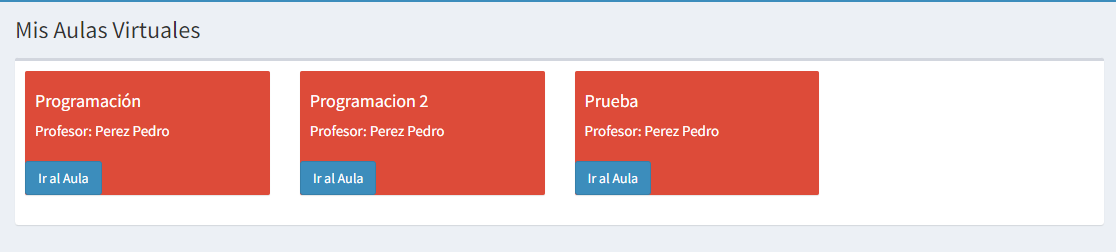 Mis Aulas Virtuales
Programación
Profesor: Perez Pedro
Ir al Aula
Programacion 2
Profesor: Perez Pedro
Ir al Aula
Prueba
Profesor: Perez Pedro
Ir al Aula